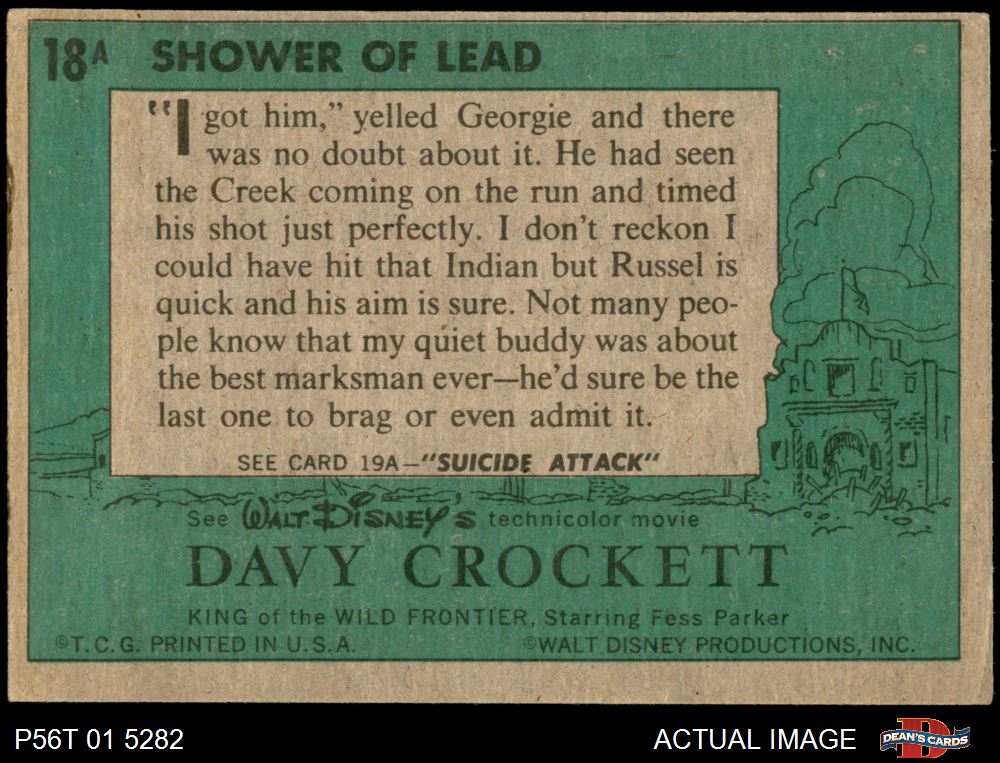 18A SHOWER OF LEAD
"I got him," yelled Georgie and there
was no doubt about it. He had seen
the Creek coming on the run and timed
his shot just perfectly. I don't reckon I
could have hit that Indian but Russel is
quick and his aim is sure. Not many peo-
ple know that my quiet buddy was about
the best marksman ever—he'd sure be the
last one to brag or even admit it.
SEE CARD 19A—"SUICIDE ATTACK"
See WALT DISNEY'S technicolor movie
DAVY CROCKETT
KING of the WILD FRONTIER, Starring Fess Parker
©T.C.G. PRINTED IN U.S.A. ©WALT DISNEY PRODUCTIONS, INC.
P56T 01 5282 ACTUAL IMAGE D DEAN'S CARDS